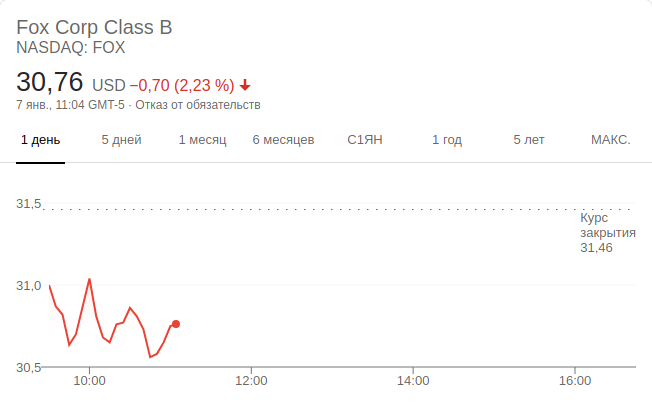 Fox Corp Class B
NASDAQ: FOX
30,76 USD −0,70 (2,23 %)
7 янв., 11:04 GMT-5 · Отказ от обязательств
1 день 5 дней 1 месяц 6 месяцев С1ЯН 1 год 5 лет МАКС.
31,5
Курс
закрытия
31,46
31,0
30,5
10:00 12:00 14:00 16:00